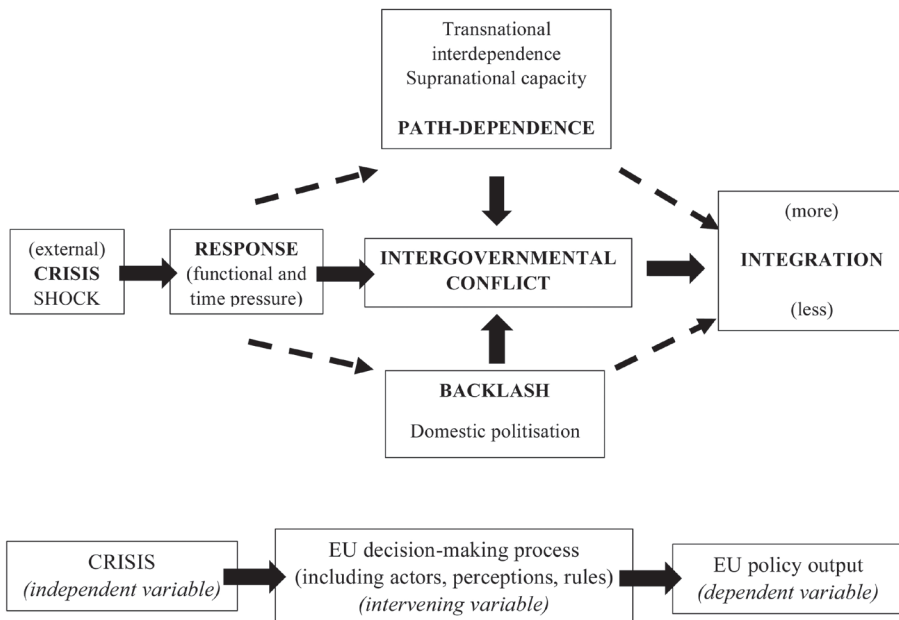 Transnational
interdependence
Supranational capacity
PATH-DEPENDENCE
(external)
CRISIS
SHOCK
RESPONSE
(functional and
time pressure)
INTERGOVERNMENTAL
CONFLICT
(more)
INTEGRATION
(less)
BACKLASH
Domestic politisation
CRISIS
(independent variable)
EU decision-making process
(including actors, perceptions, rules)
(intervening variable)
EU policy output
(dependent variable)